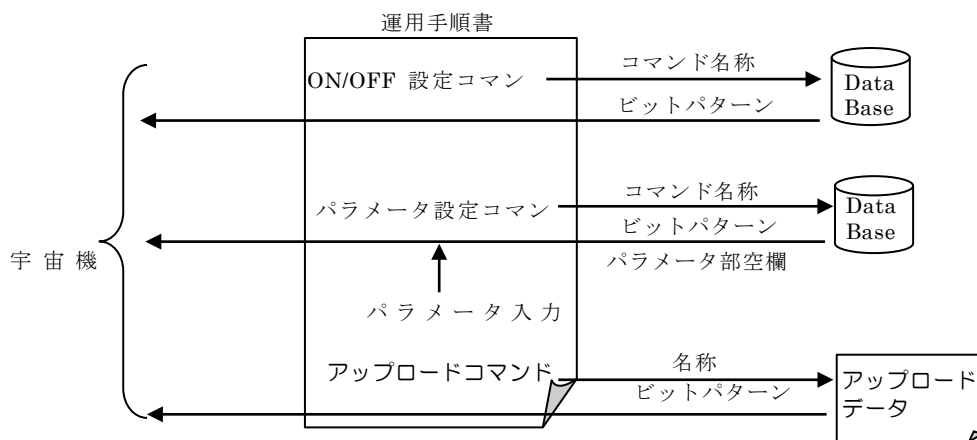 運用手順書
ON/OFF 設定コマン
コマンド名称
Data
Base
ビットパターン
パラメータ設定コマン
コマンド名称
Data
Base
ビットパターン
パラメータ部空欄
宇宙機
パラメータ入力
アップロードコマンド
名称
ビットパターン
アップロード
データ